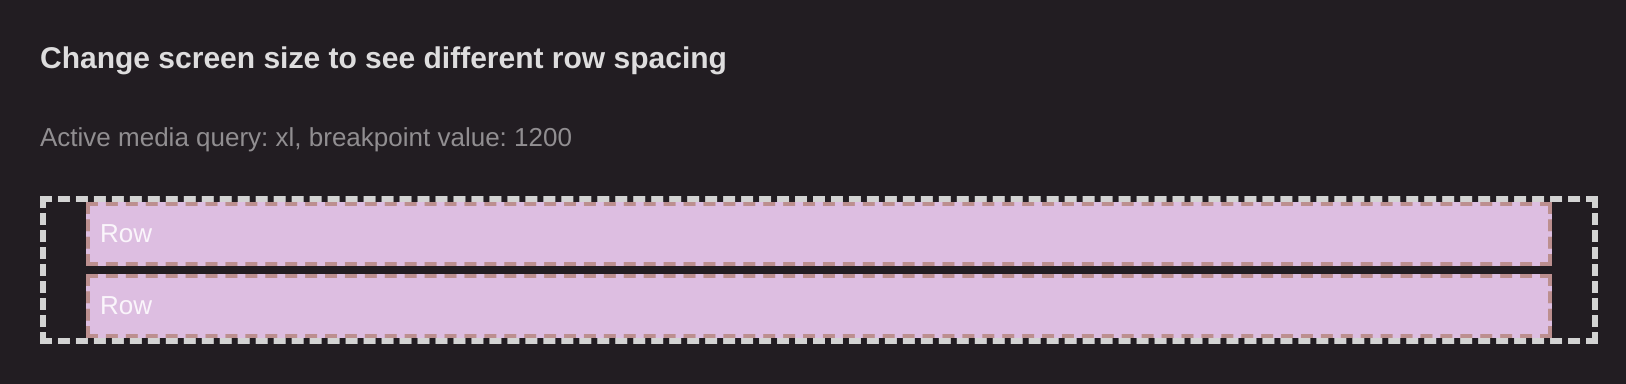 Change screen size to see different row spacing
Active media query: xl, breakpoint value: 1200
Row
Row